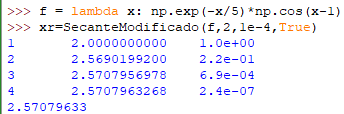 >>> f = lambda x: np.exp(-x/5)*np.cos(x-1)
>>> xr=SecanteModificado(f,2,1e-4,True)
1 2.0000000000 1.0e+00
2 2.5690199200 2.2e-01
3 2.5707956978 6.9e-04
4 2.5707963268 2.4e-07
2.57079633